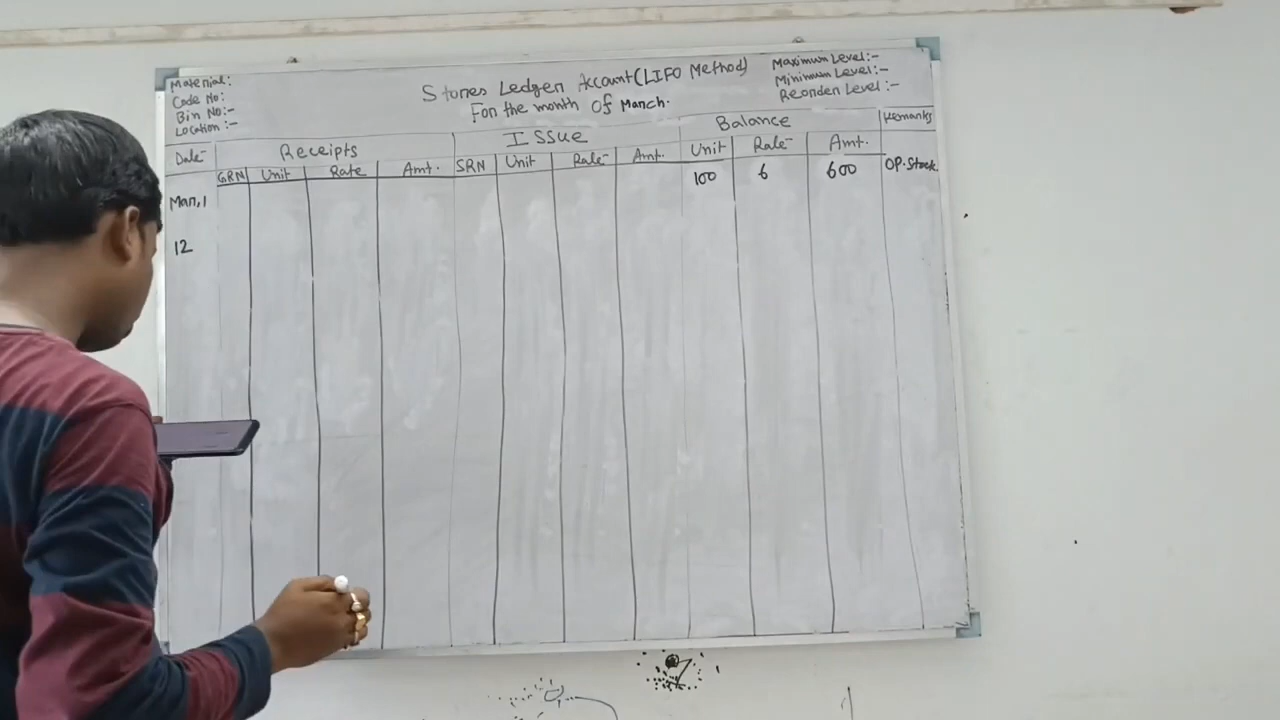 Material:
Code No:
Bin No:-
Location:-
Stores Ledger Account (LIFO Method)
For the month of March.
Maximum Level:-
Minimum Level:-
Reorder Level:-
Date Receipts Issue Balance Remarks
GRN Unit Rate Amt. SRN Unit Rate Amt. Unit Rate Amt.
Mar,1 100 6 600 OP.Stock.
12